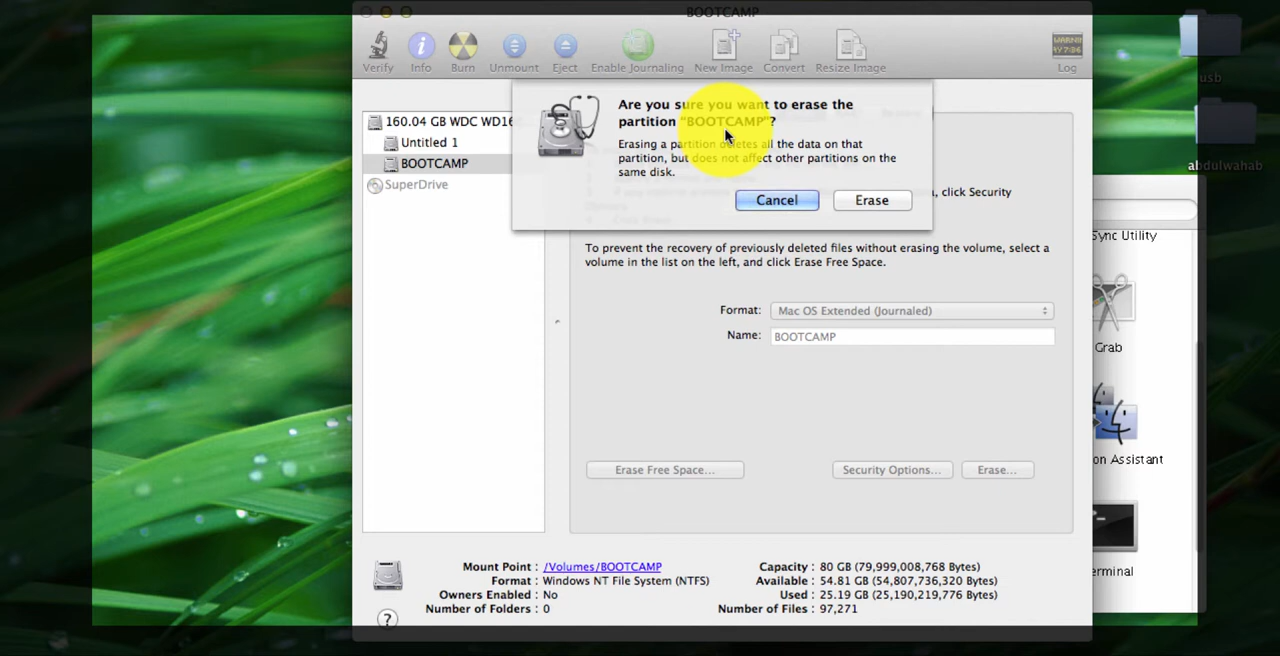 BOOTCAMP
Verify Info Burn Unmount Eject Enable Journaling New Image Convert Resize Image Log
usb
abdulwahab
Are you sure you want to erase the
partition "BOOTCAMP"?
Erasing a partition deletes all the data on that
partition, but does not affect other partitions on the
same disk.
Cancel Erase
160.04 GB WDC WD16
Untitled 1
BOOTCAMP
SuperDrive
, click Security
To prevent the recovery of previously deleted files without erasing the volume, select a
volume in the list on the left, and click Erase Free Space.
Format: Mac OS Extended (Journaled)
Name: BOOTCAMP
Erase Free Space... Security Options... Erase...
Sync Utility
Grab
on Assistant
erminal
Mount Point : /Volumes/BOOTCAMP
Format : Windows NT File System (NTFS)
Owners Enabled : No
Number of Folders : 0
Capacity : 80 GB (79,999,008,768 Bytes)
Available : 54.81 GB (54,807,736,320 Bytes)
Used : 25.19 GB (25,190,219,776 Bytes)
Number of Files : 97,271
?